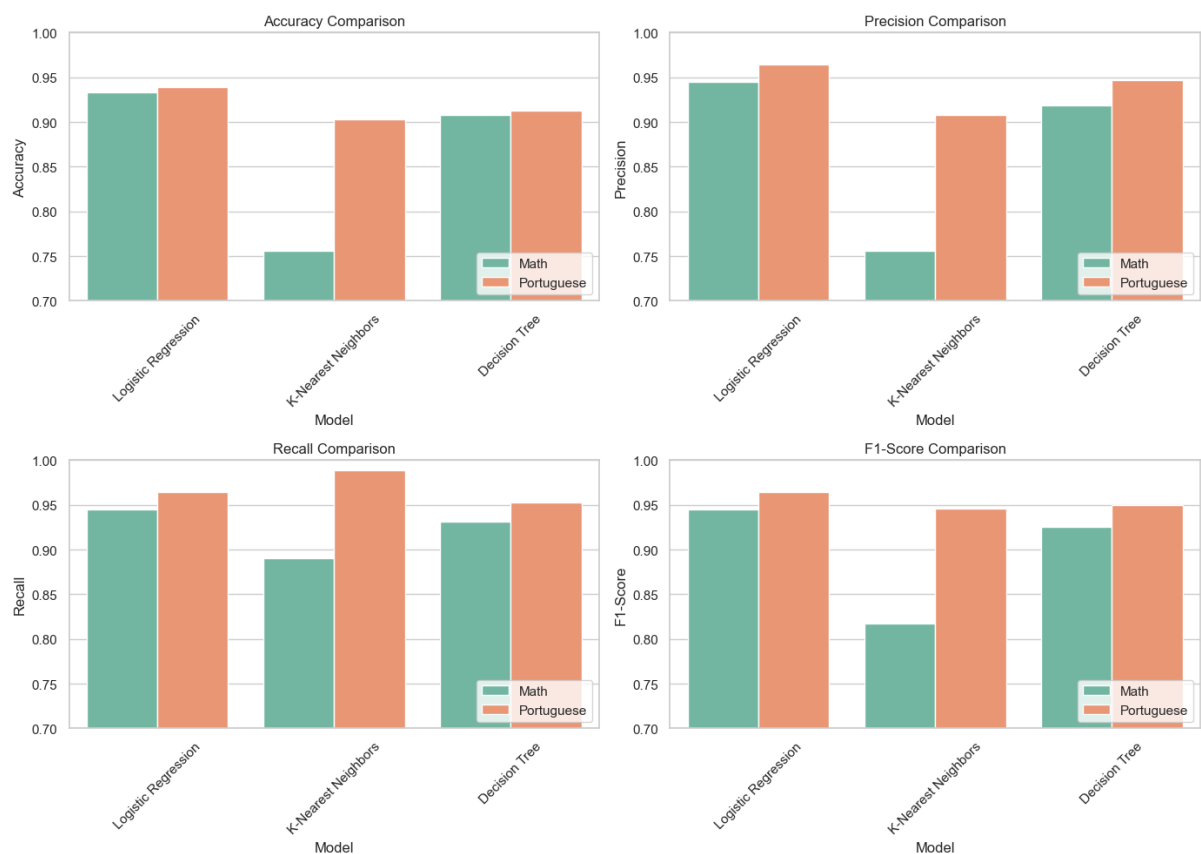 Accuracy Comparison
1.00
0.95
0.90
0.85
0.80
0.75
0.70
Accuracy
Math
Portuguese
Logistic Regression
K-Nearest Neighbors
Decision Tree
Model
Precision Comparison
1.00
0.95
0.90
0.85
0.80
0.75
0.70
Precision
Math
Portuguese
Logistic Regression
K-Nearest Neighbors
Decision Tree
Model
Recall Comparison
1.00
0.95
0.90
0.85
0.80
0.75
0.70
Recall
Math
Portuguese
Logistic Regression
K-Nearest Neighbors
Decision Tree
Model
F1-Score Comparison
1.00
0.95
0.90
0.85
0.80
0.75
0.70
F1-Score
Math
Portuguese
Logistic Regression
K-Nearest Neighbors
Decision Tree
Model